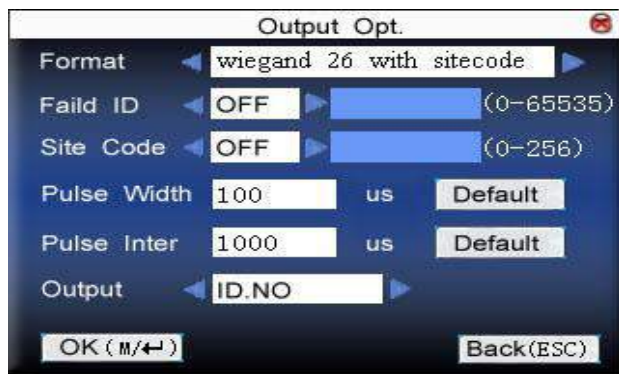 Output Opt.
Format wiegand 26 with sitecode
Faild ID OFF (0-65535)
Site Code OFF (0-256)
Pulse Width 100 us Default
Pulse Inter 1000 us Default
Output ID.NO
OK(M/↵) Back(ESC)